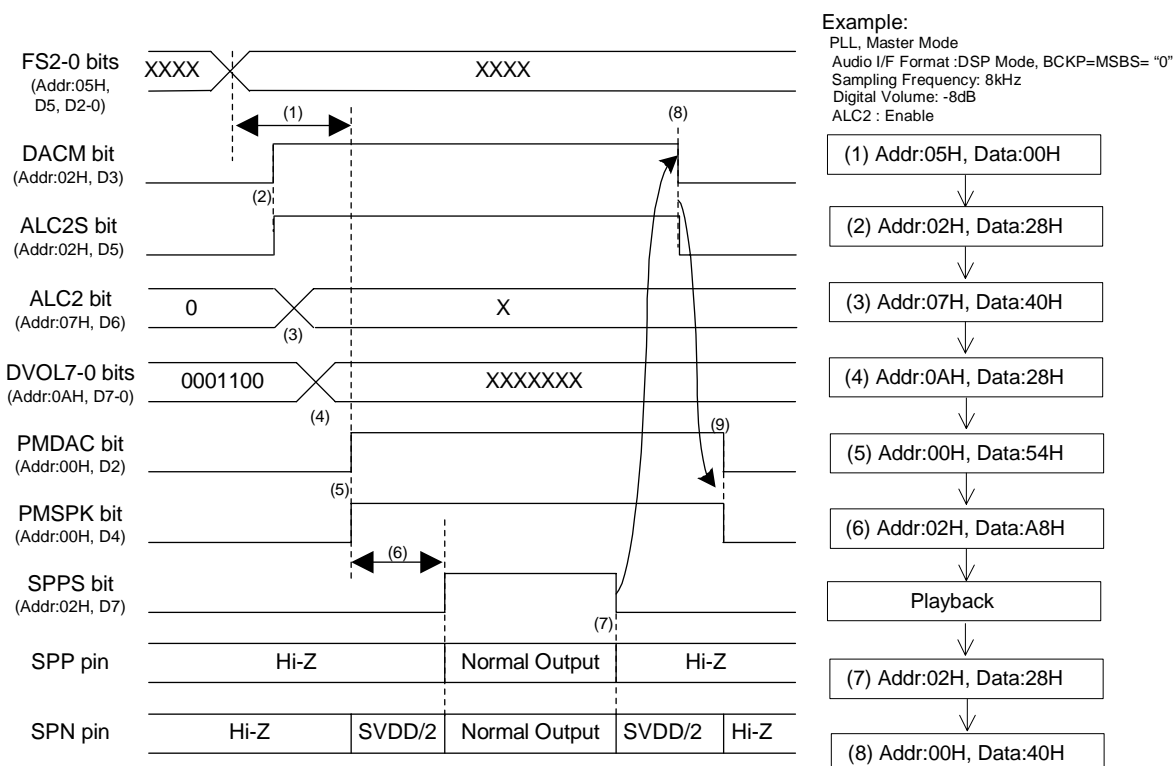 Example:
PLL, Master Mode
Audio I/F Format :DSP Mode, BCKP=MSBS= “0”
Sampling Frequency: 8kHz
Digital Volume: -8dB
ALC2 : Enable
FS2-0 bits
(Addr:05H,
D5, D2-0)
XXXX
XXXX
(1)
(8)
DACM bit
(Addr:02H, D3)
(2)
ALC2S bit
(Addr:02H, D5)
ALC2 bit
(Addr:07H, D6)
0
X
(3)
DVOL7-0 bits
(Addr:0AH, D7-0)
0001100
XXXXXXX
(4)
PMDAC bit
(Addr:00H, D2)
(9)
(5)
PMSPK bit
(Addr:00H, D4)
(6)
SPPS bit
(Addr:02H, D7)
(7)
SPP pin
Hi-Z
Normal Output
Hi-Z
SPN pin
Hi-Z
SVDD/2
Normal Output
SVDD/2
Hi-Z
(1) Addr:05H, Data:00H
(2) Addr:02H, Data:28H
(3) Addr:07H, Data:40H
(4) Addr:0AH, Data:28H
(5) Addr:00H, Data:54H
(6) Addr:02H, Data:A8H
Playback
(7) Addr:02H, Data:28H
(8) Addr:00H, Data:40H